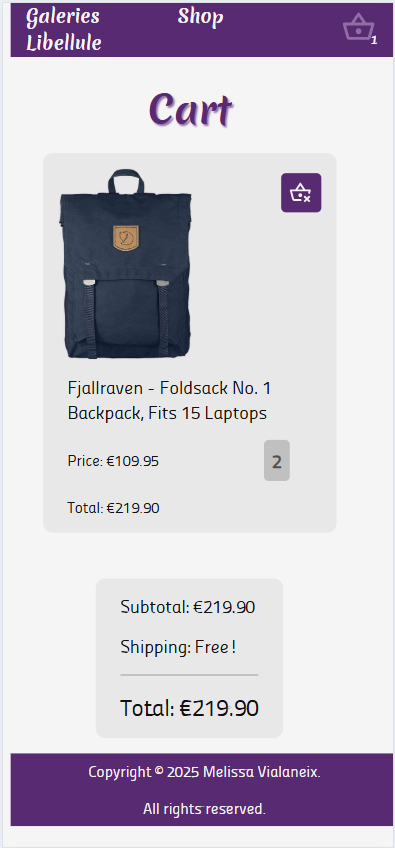 Galeries Shop
Libellule
1
Cart
Fjallraven - Foldsack No. 1
Backpack, Fits 15 Laptops
Price: €109.95
2
Total: €219.90
Subtotal: €219.90
Shipping: Free !
Total: €219.90
Copyright © 2025 Melissa Vialaneix.
All rights reserved.